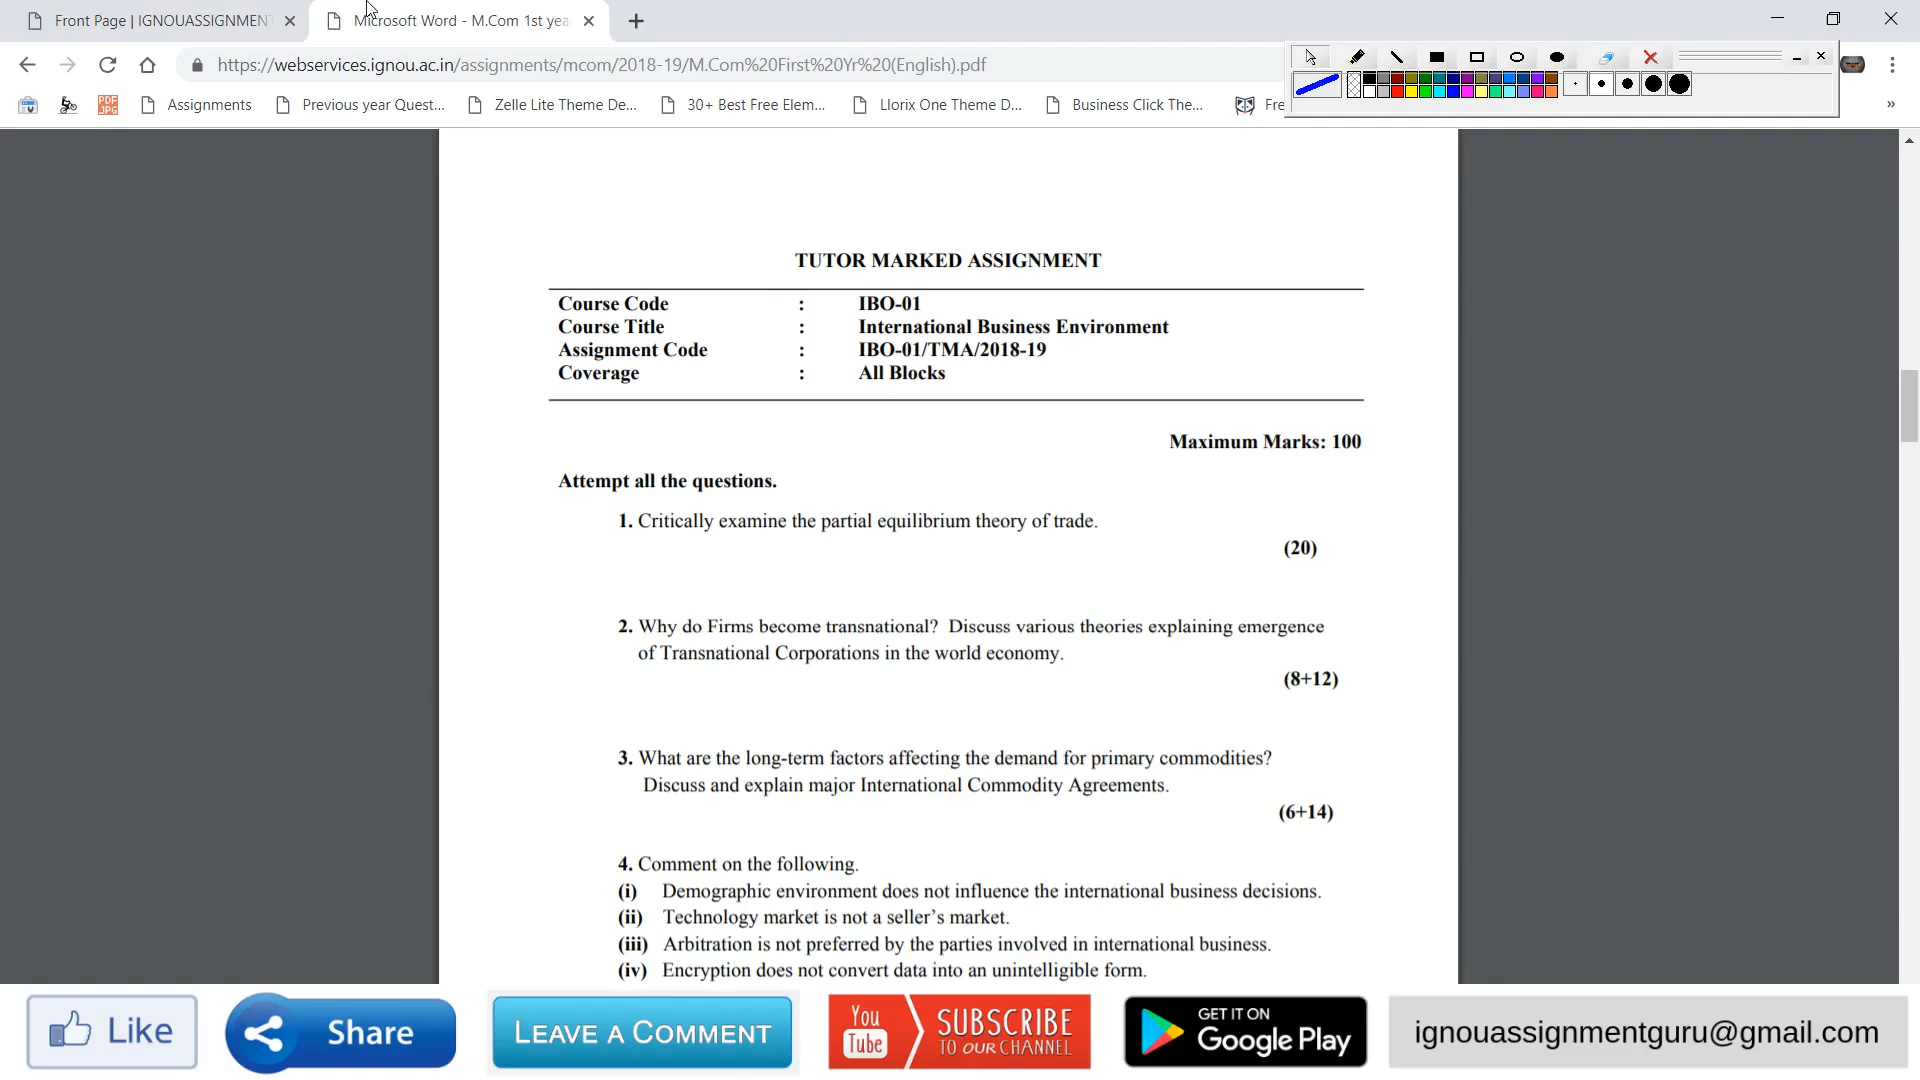 Front Page | IGNOUASSIGNMENT
Microsoft Word - M.Com 1st yea
https://webservices.ignou.ac.in/assignments/mcom/2018-19/M.Com%20First%20Yr%20(English).pdf
PDF
JPG
Assignments
Previous year Quest...
Zelle Lite Theme De...
30+ Best Free Elem...
Llorix One Theme D...
Business Click The...
Fre
TUTOR MARKED ASSIGNMENT
Course Code : IBO-01
Course Title : International Business Environment
Assignment Code : IBO-01/TMA/2018-19
Coverage : All Blocks
Maximum Marks: 100
Attempt all the questions.
1. Critically examine the partial equilibrium theory of trade.
(20)
2. Why do Firms become transnational? Discuss various theories explaining emergence
of Transnational Corporations in the world economy.
(8+12)
3. What are the long-term factors affecting the demand for primary commodities?
Discuss and explain major International Commodity Agreements.
(6+14)
4. Comment on the following.
(i) Demographic environment does not influence the international business decisions.
(ii) Technology market is not a seller’s market.
(iii) Arbitration is not preferred by the parties involved in international business.
(iv) Encryption does not convert data into an unintelligible form.
Like
Share
LEAVE A COMMENT
You
Tube
SUBSCRIBE
TO OUR CHANNEL
GET IT ON
Google Play
ignouassignmentguru@gmail.com